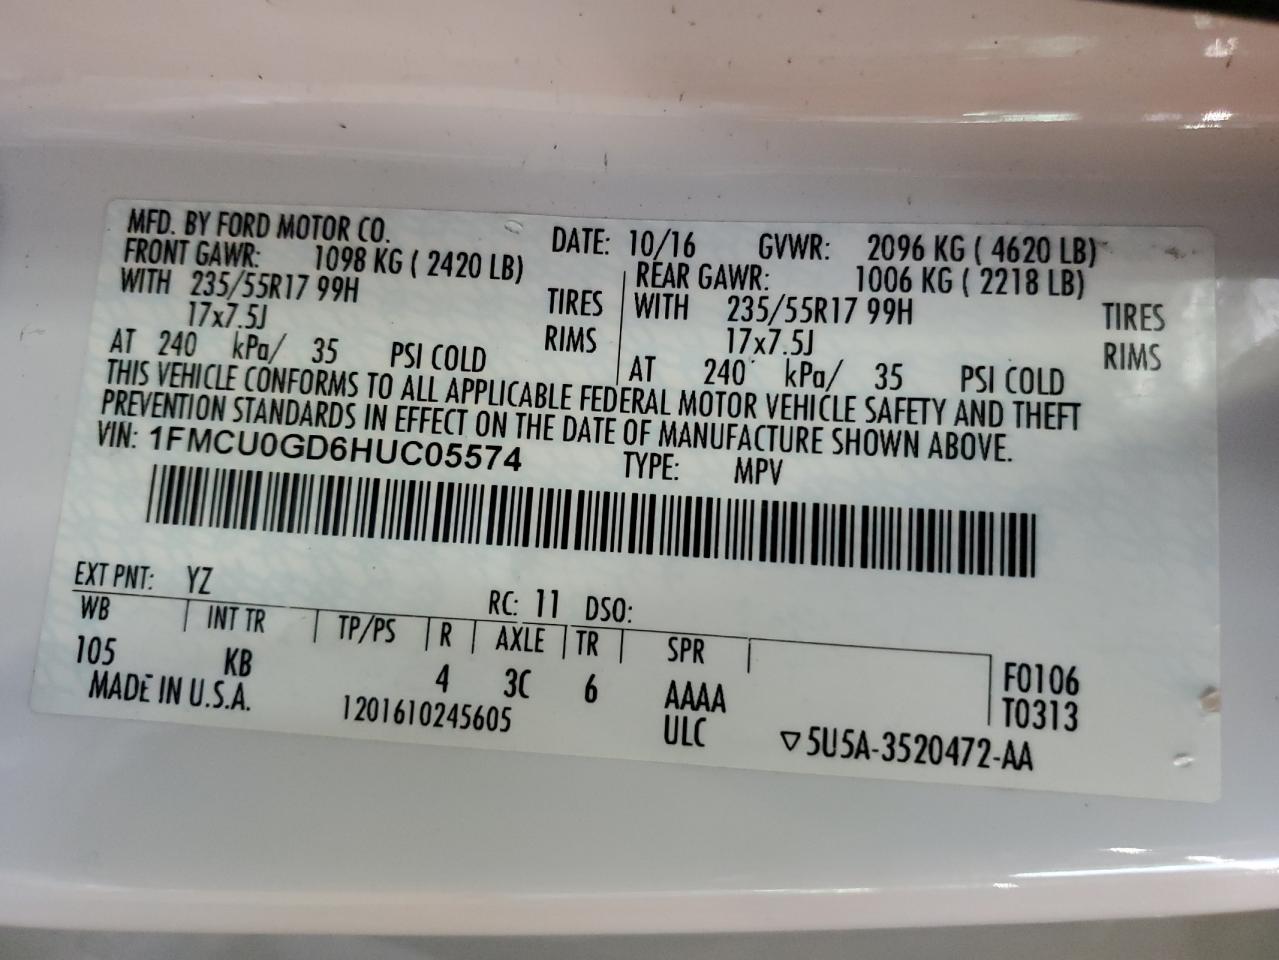 MFD. BY FORD MOTOR CO. DATE: 10/16 GVWR: 2096 KG ( 4620 LB)
FRONT GAWR: 1098 KG ( 2420 LB) REAR GAWR: 1006 KG ( 2218 LB)
WITH 235/55R17 99H TIRES WITH 235/55R17 99H TIRES
17x7.5J RIMS 17x7.5J RIMS
AT 240 kPa/ 35 PSI COLD AT 240 kPa/ 35 PSI COLD
THIS VEHICLE CONFORMS TO ALL APPLICABLE FEDERAL MOTOR VEHICLE SAFETY AND THEFT
PREVENTION STANDARDS IN EFFECT ON THE DATE OF MANUFACTURE SHOWN ABOVE.
VIN: 1FMCU0GD6HUC05574 TYPE: MPV
EXT PNT: YZ RC: 11 DSO:
WB INT TR TP/PS R AXLE TR SPR
105 KB 4 3C 6 AAAA F0106
MADE IN U.S.A. 1201610245605 ULC T0313
▽5U5A-3520472-AA